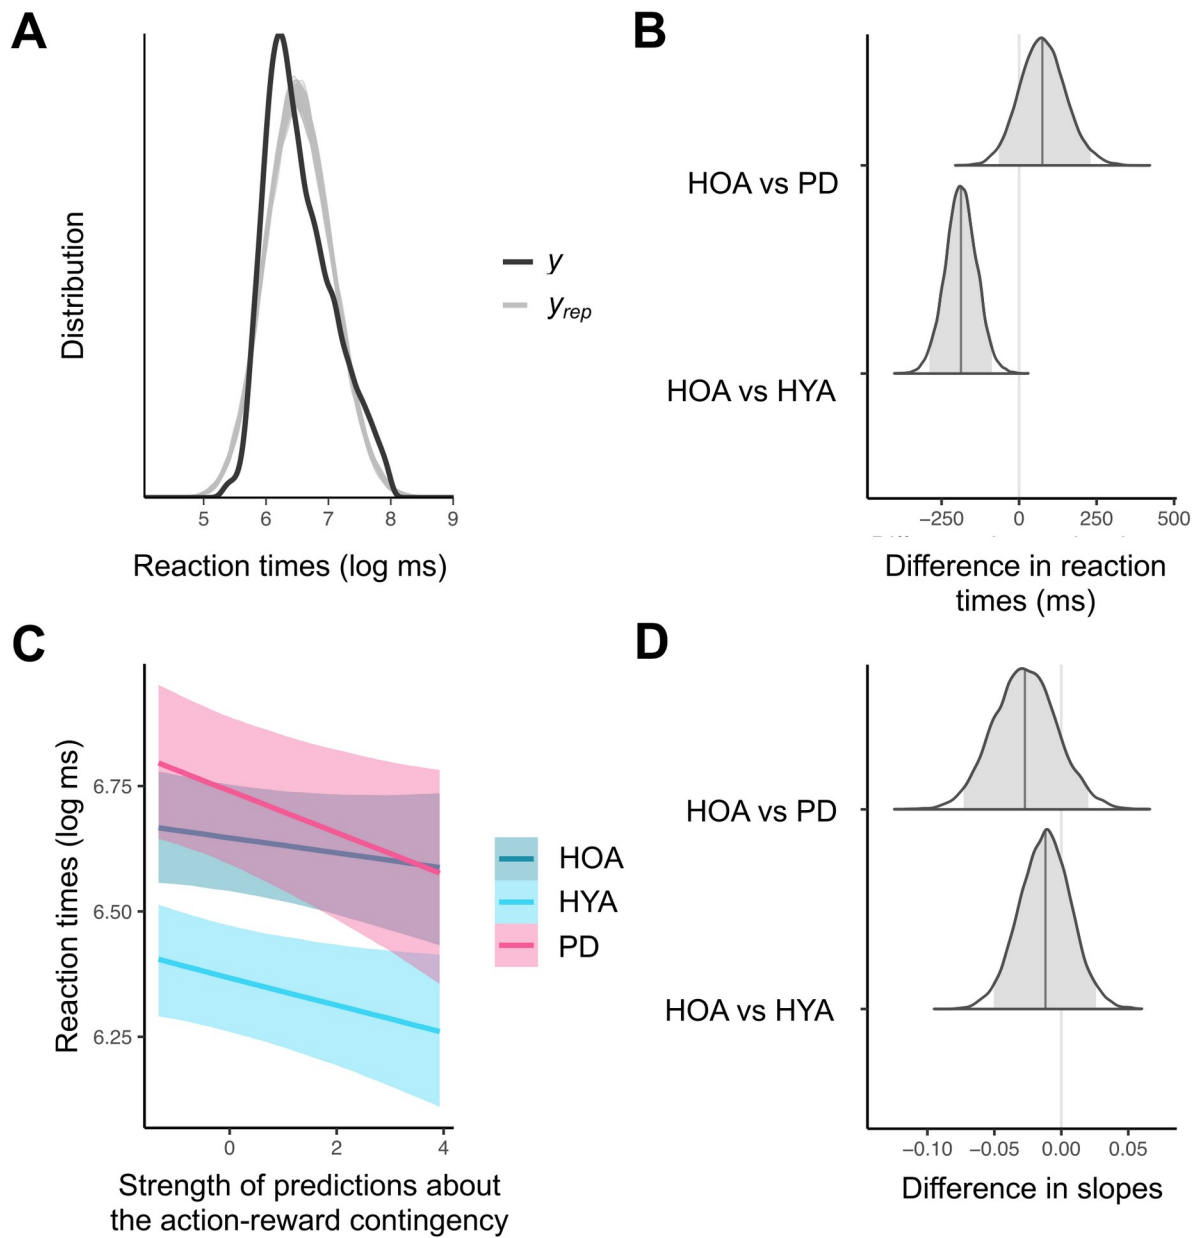 A
Distribution
y
yrep
5 6 7 8 9
Reaction times (log ms)
B
HOA vs PD
HOA vs HYA
−250 0 250 500
Difference in reaction
times (ms)
C
Reaction times (log ms)
6.75
6.50
6.25
0 2 4
Strength of predictions about
the action-reward contingency
HOA
HYA
PD
D
HOA vs PD
HOA vs HYA
−0.10 −0.05 0.00 0.05
Difference in slopes